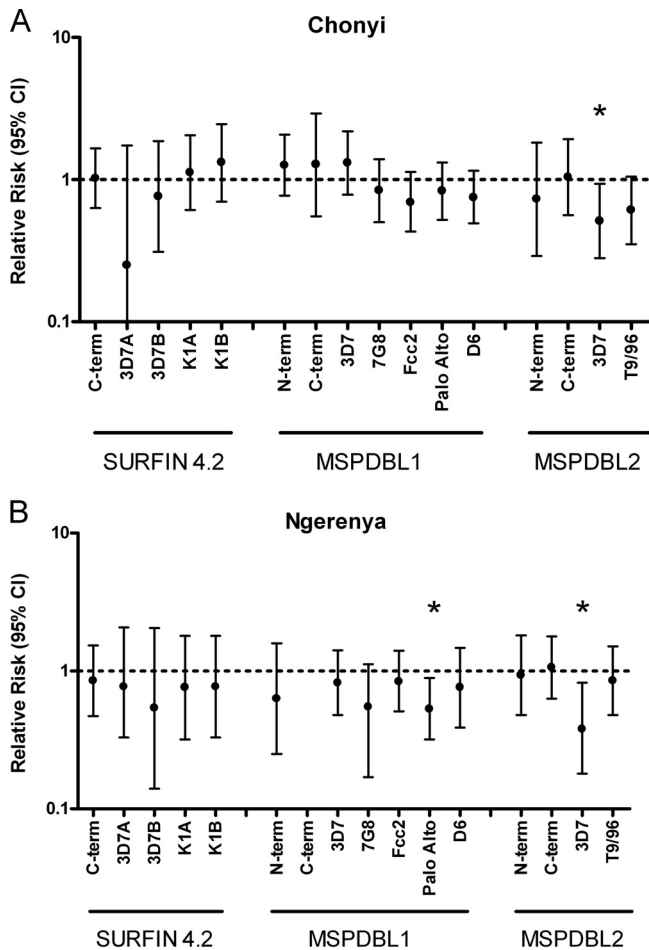 A
Chonyi
Relative Risk (95% CI)
10
1
0.1
*
C-term
3D7A
3D7B
K1A
K1B
N-term
C-term
3D7
7G8
Fcc2
Palo Alto
D6
N-term
C-term
3D7
T9/96
SURFIN 4.2
MSPDBL1
MSPDBL2
B
Ngerenya
Relative Risk (95% CI)
10
1
0.1
*
*
C-term
3D7A
3D7B
K1A
K1B
N-term
C-term
3D7
7G8
Fcc2
Palo Alto
D6
N-term
C-term
3D7
T9/96
SURFIN 4.2
MSPDBL1
MSPDBL2